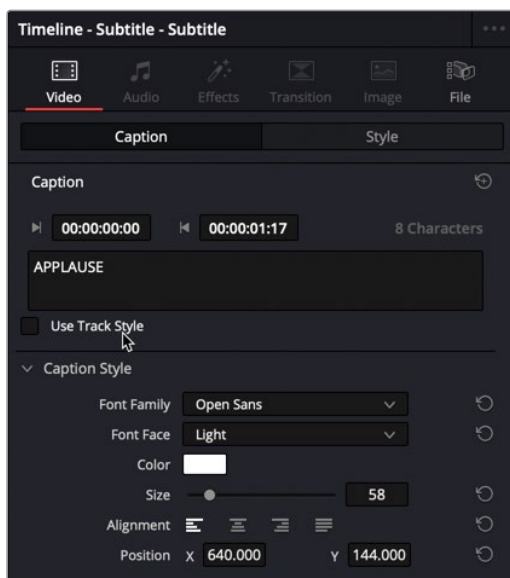 Timeline - Subtitle - Subtitle
Video Audio Effects Transition Image File
Caption Style
Caption
00:00:00:00 00:00:01:17 8 Characters
APPLAUSE
Use Track Style
Caption Style
Font Family Open Sans
Font Face Light
Color
Size 58
Alignment
Position X 640.000 Y 144.000